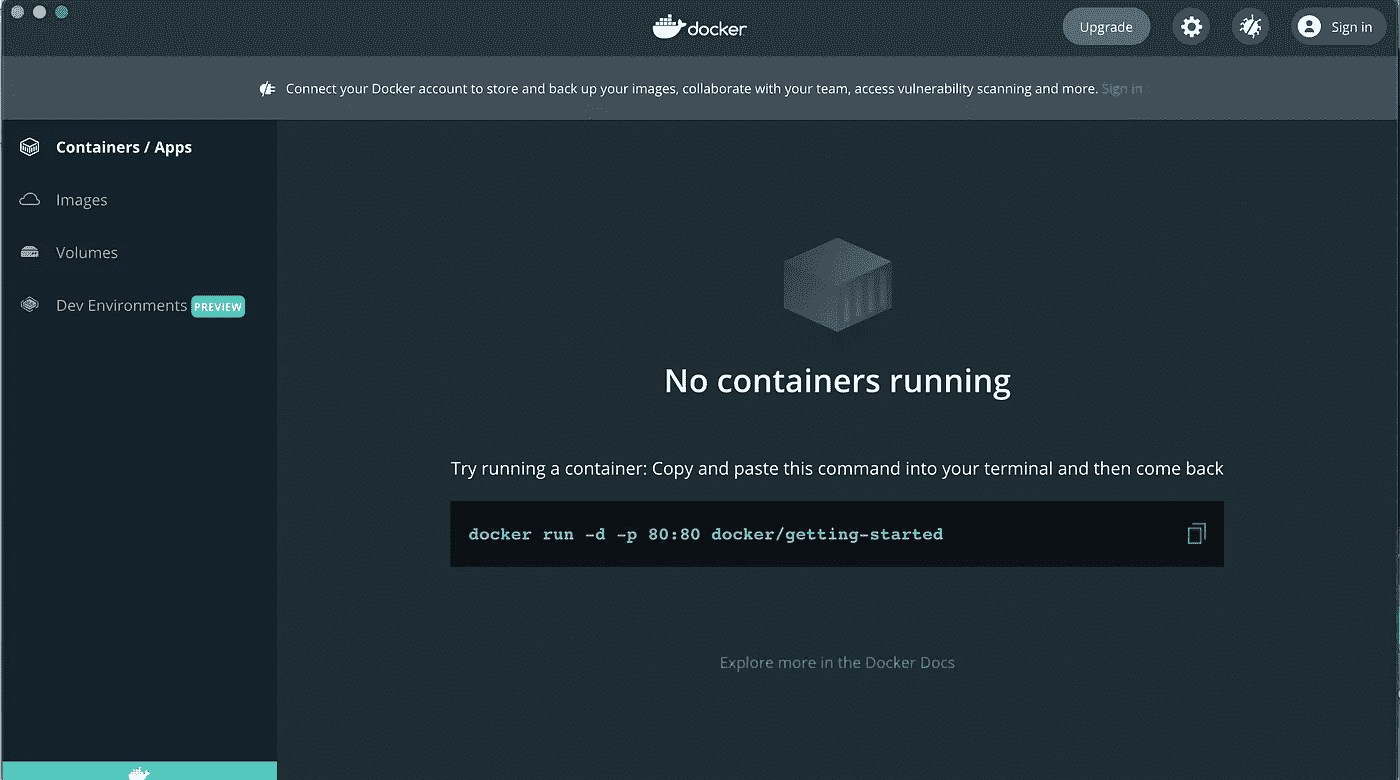 docker
Upgrade
Sign in
Connect your Docker account to store and back up your images, collaborate with your team, access vulnerability scanning and more. Sign in
Containers / Apps
Images
Volumes
Dev Environments PREVIEW
No containers running
Try running a container: Copy and paste this command into your terminal and then come back
docker run -d -p 80:80 docker/getting-started
Explore more in the Docker Docs